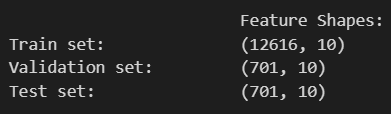 Feature Shapes:
Train set: (12616, 10)
Validation set: (701, 10)
Test set: (701, 10)